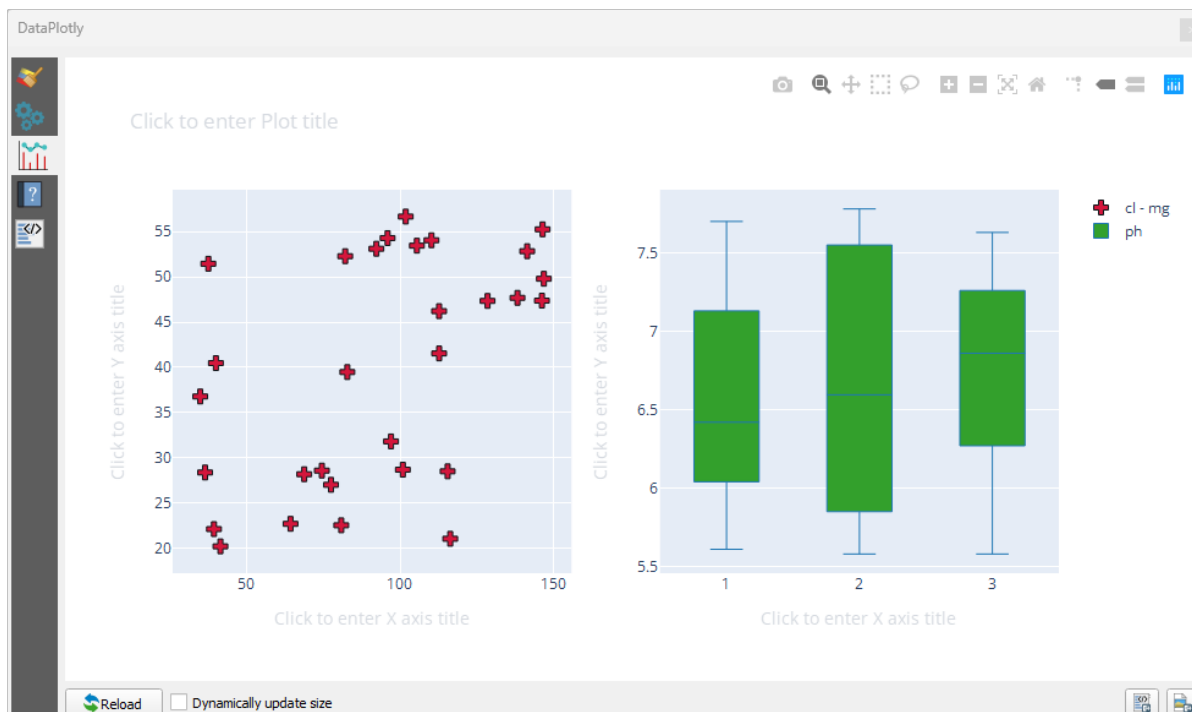 DataPlotly
Click to enter Plot title
Click to enter Y axis title
55
50
45
40
35
30
25
20
50
100
150
Click to enter X axis title
Click to enter Y axis title
7.5
7
6.5
6
5.5
1
2
3
Click to enter X axis title
cl - mg
ph
Reload
Dynamically update size